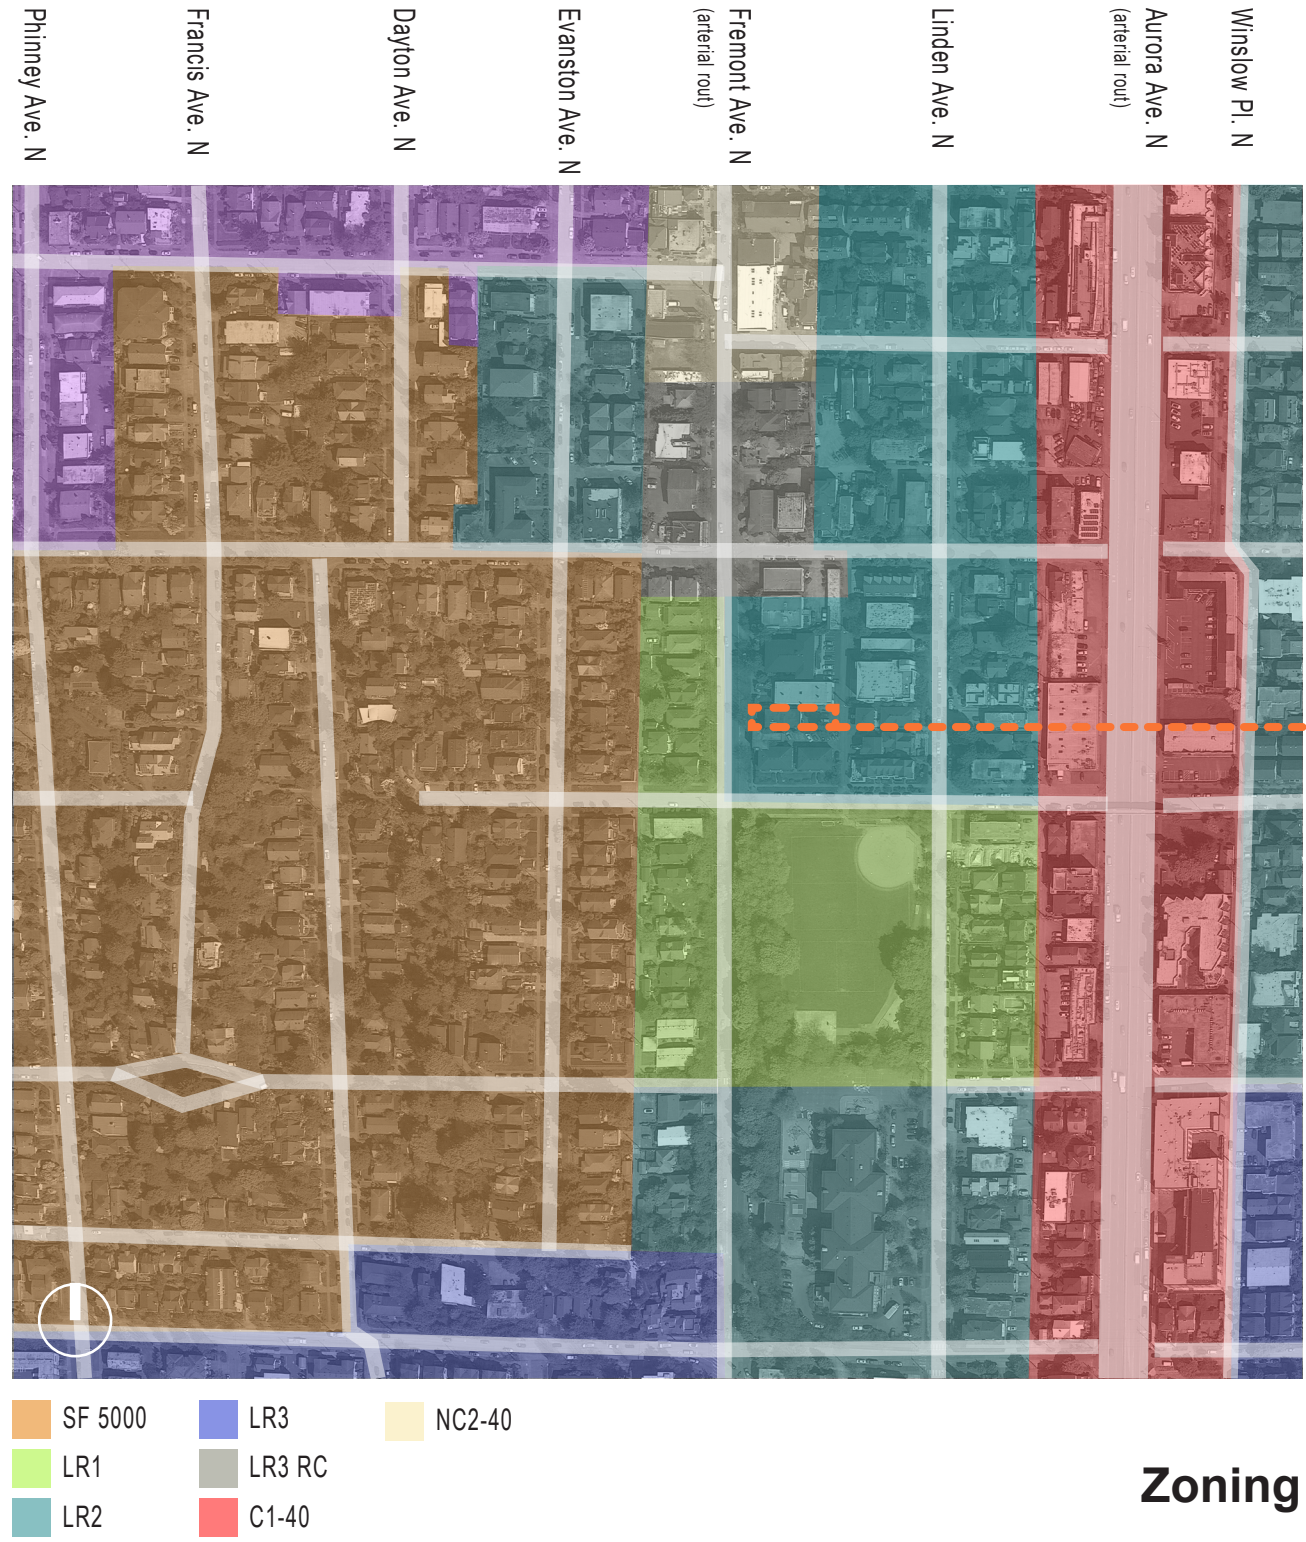 Phinney Ave. N
Francis Ave. N
Dayton Ave. N
Evanston Ave. N
Fremont Ave. N
(arterial rout)
Linden Ave. N
Aurora Ave. N
(arterial rout)
Winslow Pl. N
SF 5000
LR1
LR2
LR3
LR3 RC
C1-40
NC2-40
Zoning